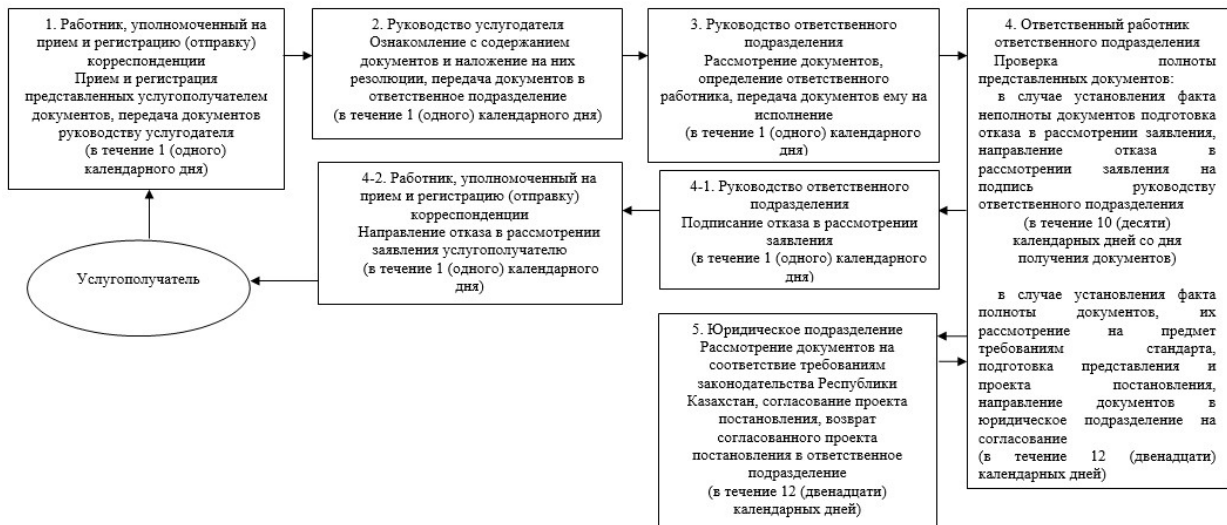 1. Работник, уполномоченный на
прием и регистрацию (отправку)
корреспонденции
Прием и регистрация
представленных услугополучателем
документов, передача документов
руководству услугодателя
(в течение 1 (одного)
календарного дня)
2. Руководство услугодателя
Ознакомление с содержанием
документов и наложение на них
резолюции, передача документов в
ответственное подразделение
(в течение 1 (одного) календарного дня)
3. Руководство ответственного
подразделения
Рассмотрение документов,
определение ответственного
работника, передача документов ему на
исполнение
(в течение 1 (одного) календарного
дня)
4. Ответственный работник
ответственного подразделения
Проверка полноты
представленных документов:
в случае установления факта
неполноты документов подготовка
отказа в рассмотрении заявления,
направление отказа в
рассмотрении заявления на
подпись руководству
ответственного подразделения
(в течение 10 (десяти)
календарных дней со дня
получения документов)
в случае установления факта
полноты документов, их
рассмотрение на предмет
требованиям стандарта,
подготовка представления и
проекта постановления,
направление документов в
юридическое подразделение на
согласование
(в течение 12 (двенадцати)
календарных дней)
4-1. Руководство ответственного
подразделения
Подписание отказа в рассмотрении
заявления
(в течение 1 (одного) календарного
дня)
4-2. Работник, уполномоченный на
прием и регистрацию (отправку)
корреспонденции
Направление отказа в рассмотрении
заявления услугополучателю
(в течение 1 (одного) календарного
дня)
Услугополучатель
5. Юридическое подразделение
Рассмотрение документов на
соответствие требованиям
законодательства Республики
Казахстан, согласование проекта
постановления, возврат
согласованного проекта
постановления в ответственное
подразделение
(в течение 12 (двенадцати)
календарных дней)